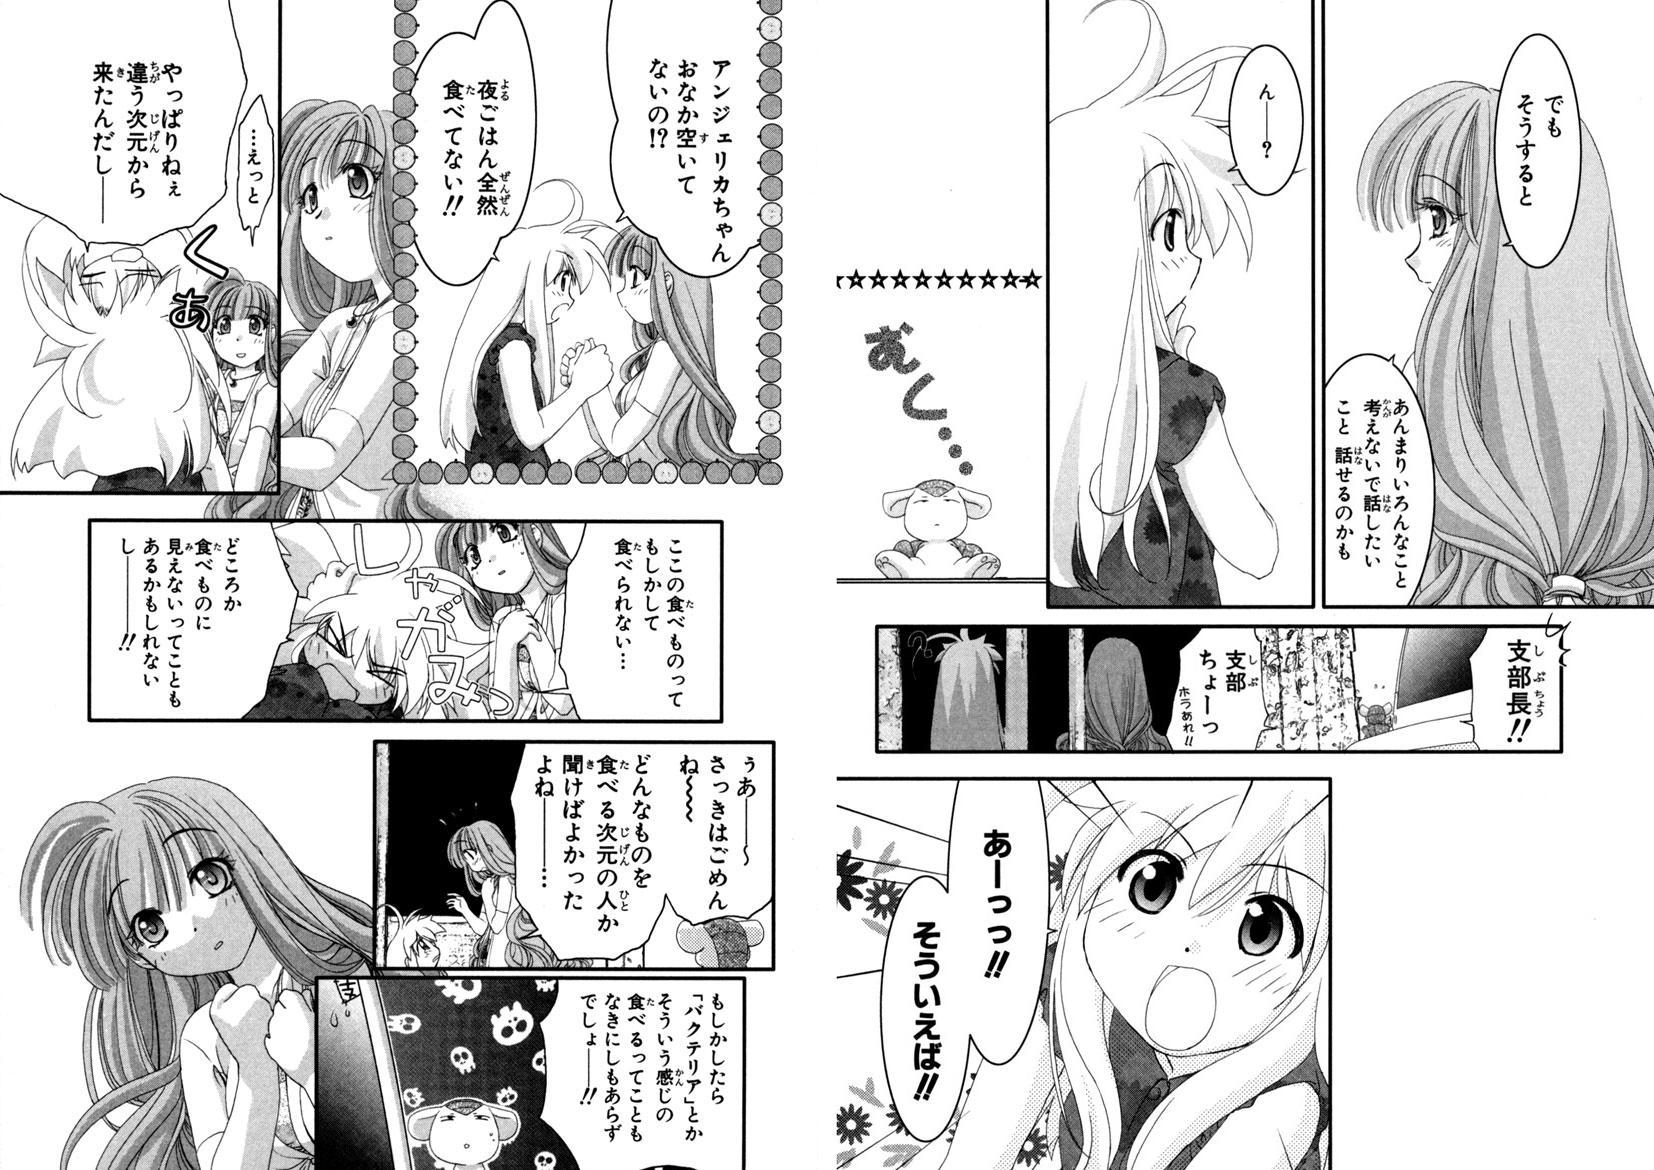 でも
そうすると
あんまりいろんなこと
考えないで話したい
こと 話せるのかも
ん――?
むく…
支部長!!
支部
ちょーっ
ホラあれ!!
あーっっ!!
そういえば!!
アンジェリカちゃん
おなか空いて
ないの!?
夜ごはん全然
食べてない!!
…えっと
やっぱりねぇ
違う次元から
来たんだし――
くあ
ここの食べものって
もしかして
食べられない…
しゃがみっ
どころか
食べものに
見えないってことも
あるかもしれない
し――――!!
うあ――
さっきはごめん
ね~~~
どんなものを
食べる次元の人か
聞けばよかった
よね――……
もしかしたら
「バクテリア」とか
そういう感じの
食べるってことも
なきにしもあらず
でしょ――!!
支